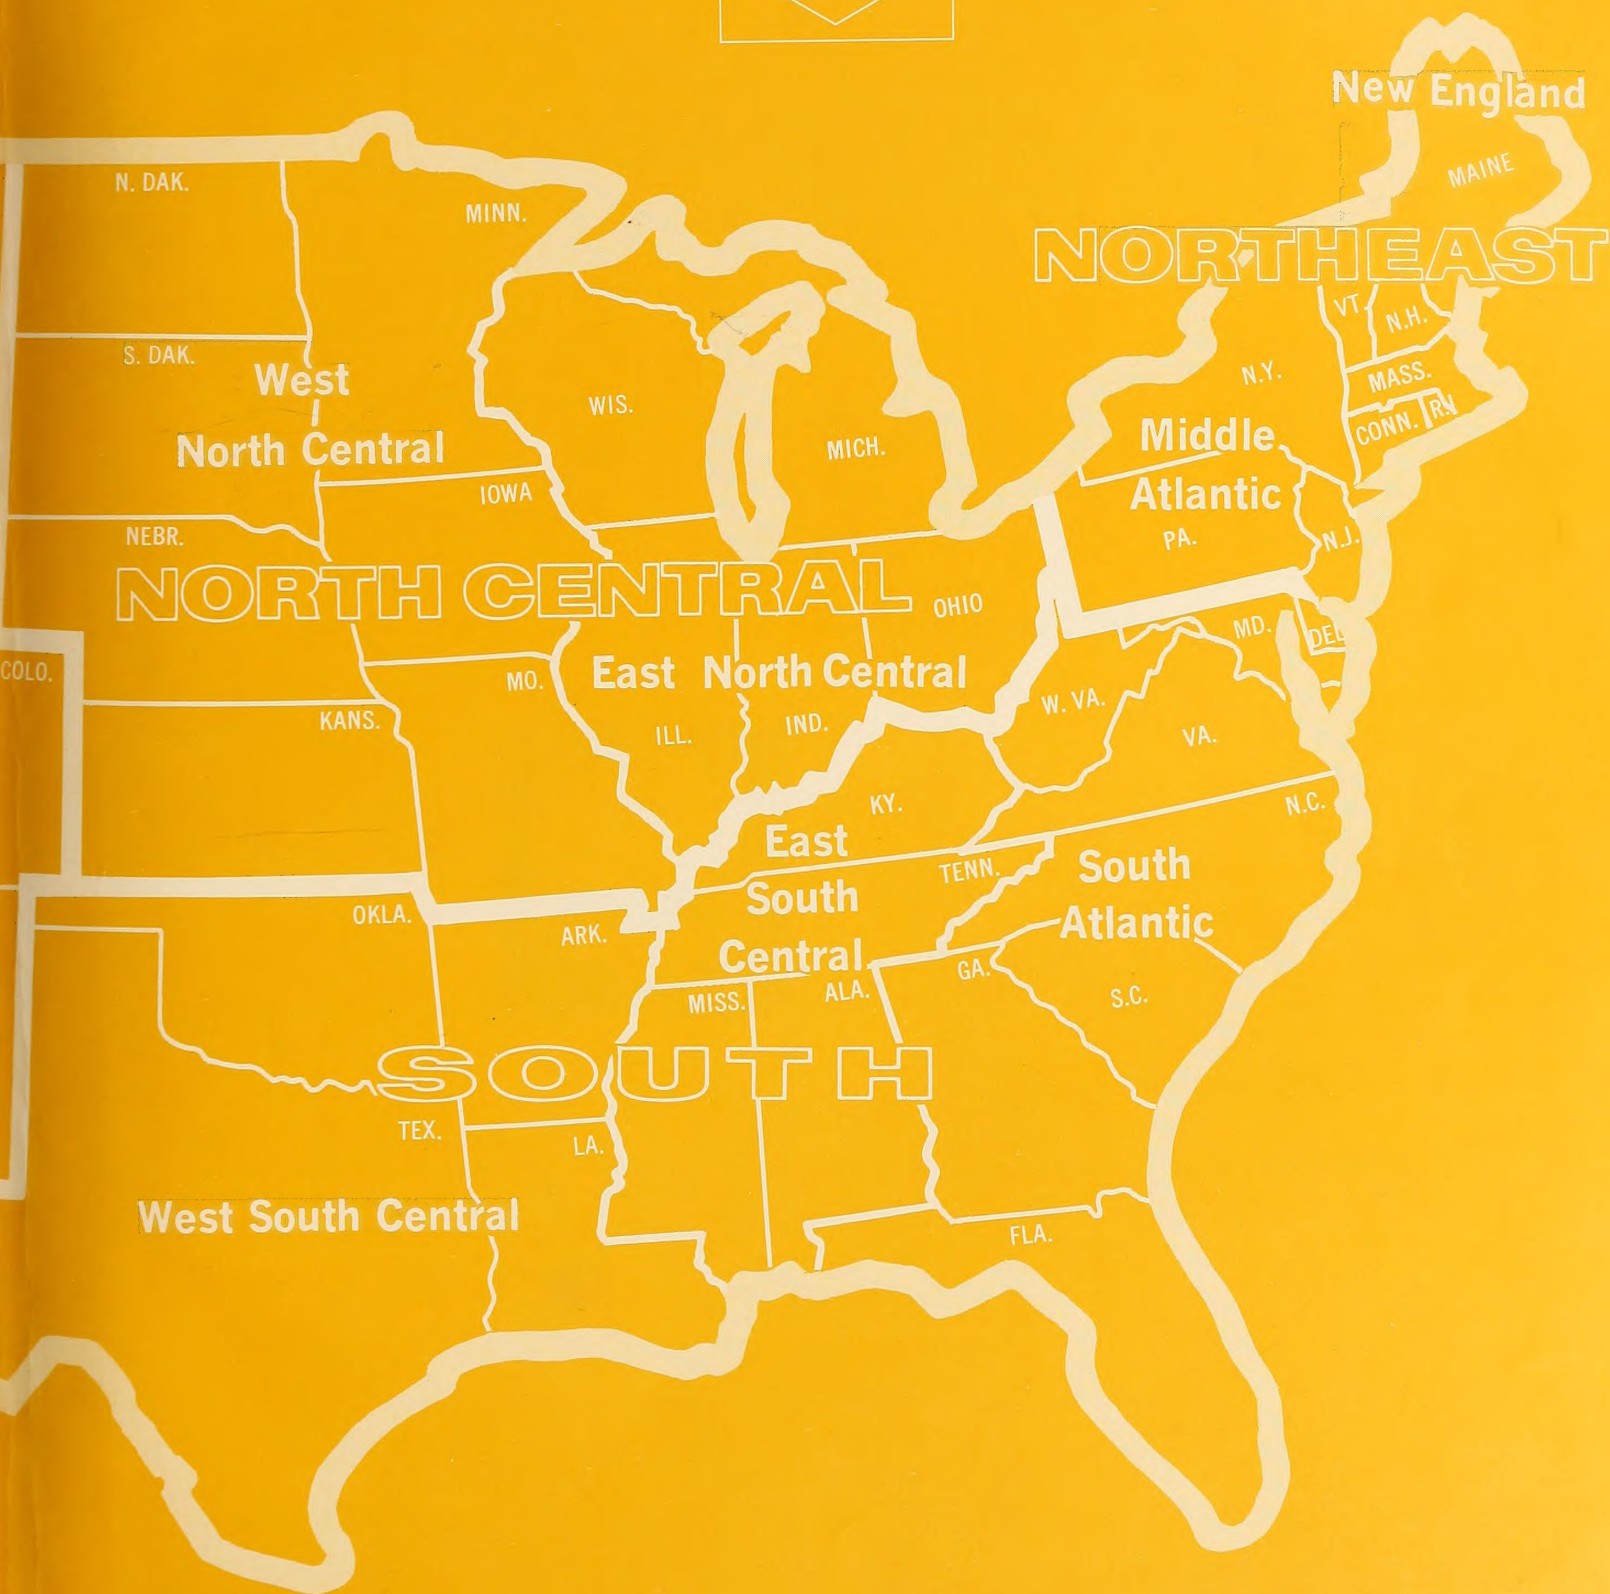 New England
MAINE
N. DAK.
MINN.
NORTHEAST
VT.
N.H.
S. DAK.
West
North Central
WIS.
MICH.
N.Y.
MASS.
CONN.
R.I.
Middle
Atlantic
IOWA
NEBR.
PA.
N.J.
NORTH CENTRAL
OHIO
MD.
DEL.
COLO.
MO.
East North Central
W. VA.
KANS.
ILL.
IND.
VA.
KY.
N.C.
East
South
Central
TENN.
South
Atlantic
OKLA.
ARK.
GA.
MISS.
ALA.
S.C.
SOUTH
TEX.
LA.
West South Central
FLA.